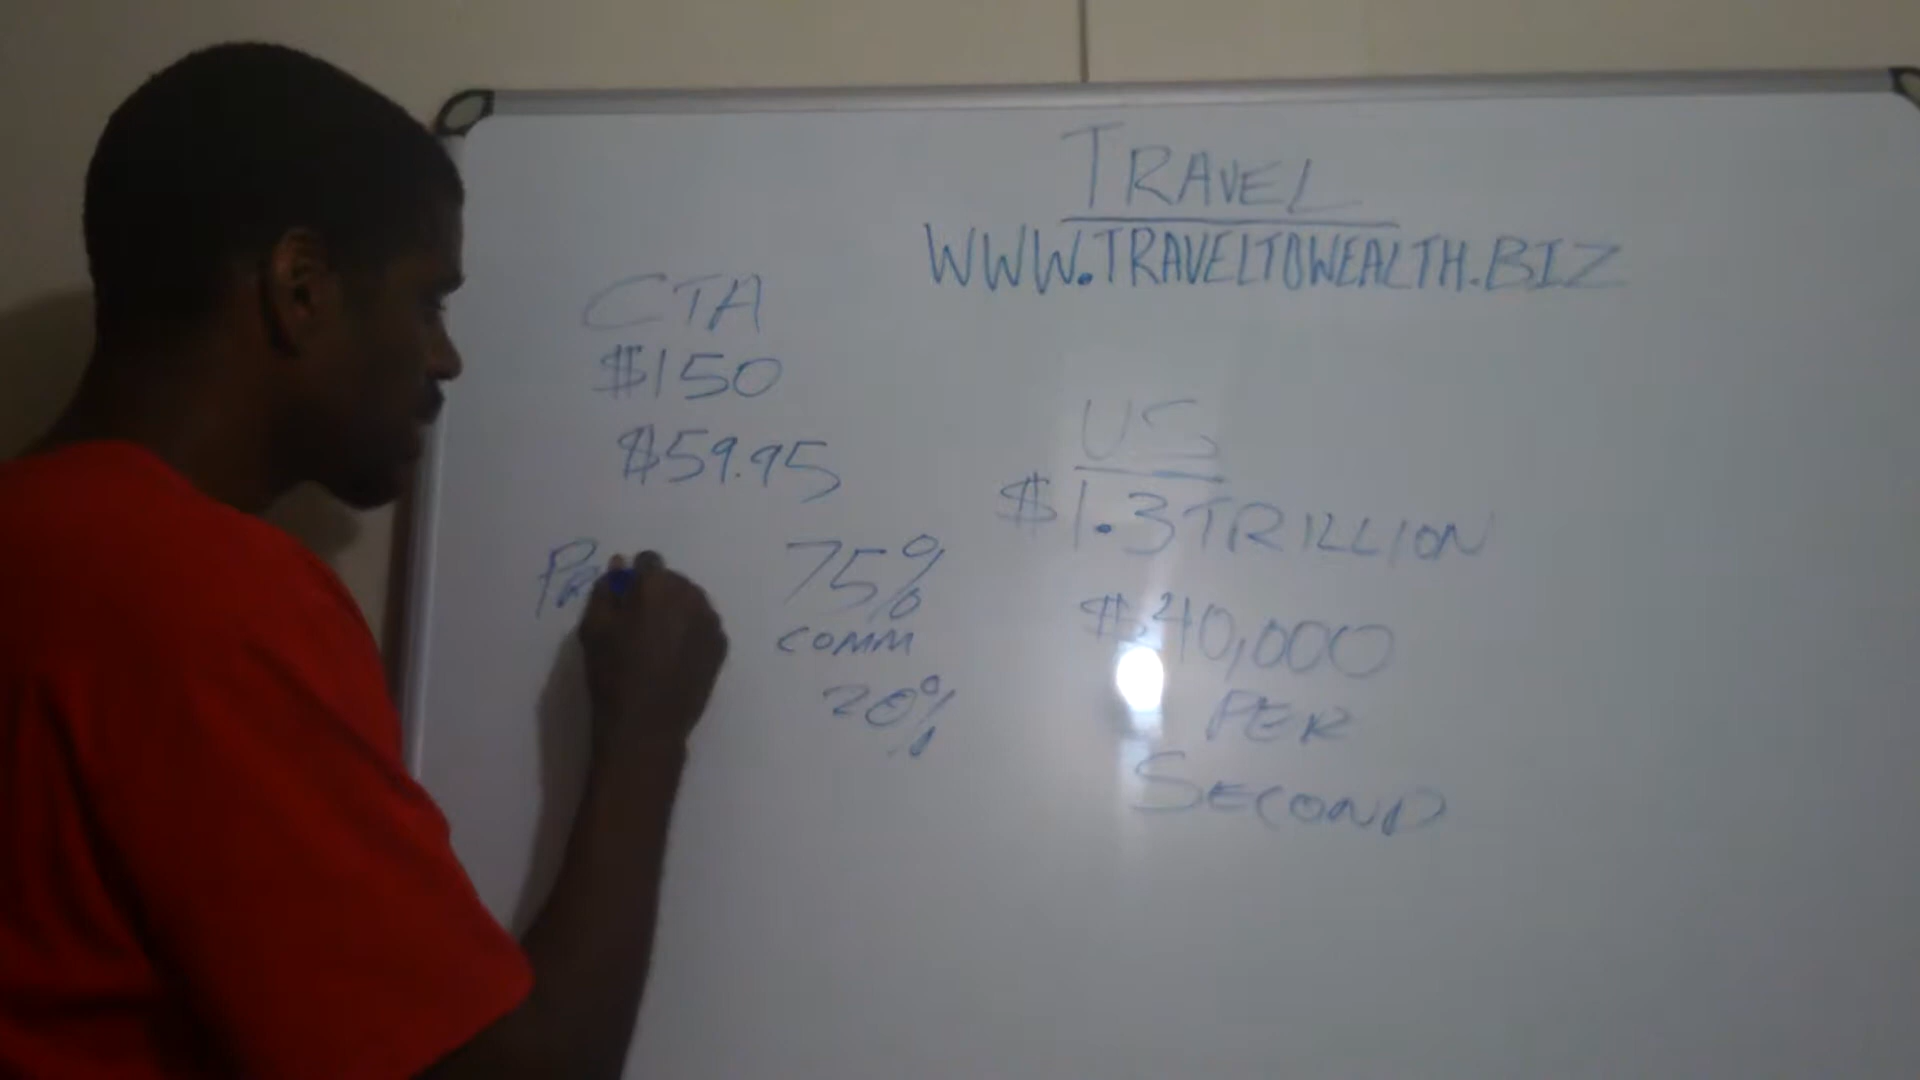 TRAVEL
WWW.TRAVELTOWEALTH.BIZ
CTA
$150
$59.95
75%
COMM
20%
US
$1.3 TRILLION
$40,000
PER
SECOND